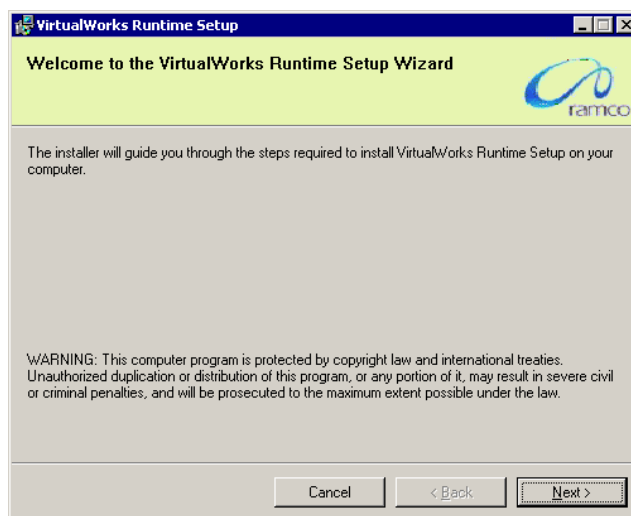 VirtualWorks Runtime Setup
Welcome to the VirtualWorks Runtime Setup Wizard
ramco
The installer will guide you through the steps required to install VirtualWorks Runtime Setup on your
computer.
WARNING: This computer program is protected by copyright law and international treaties.
Unauthorized duplication or distribution of this program, or any portion of it, may result in severe civil
or criminal penalties, and will be prosecuted to the maximum extent possible under the law.
Cancel
< Back
Next >